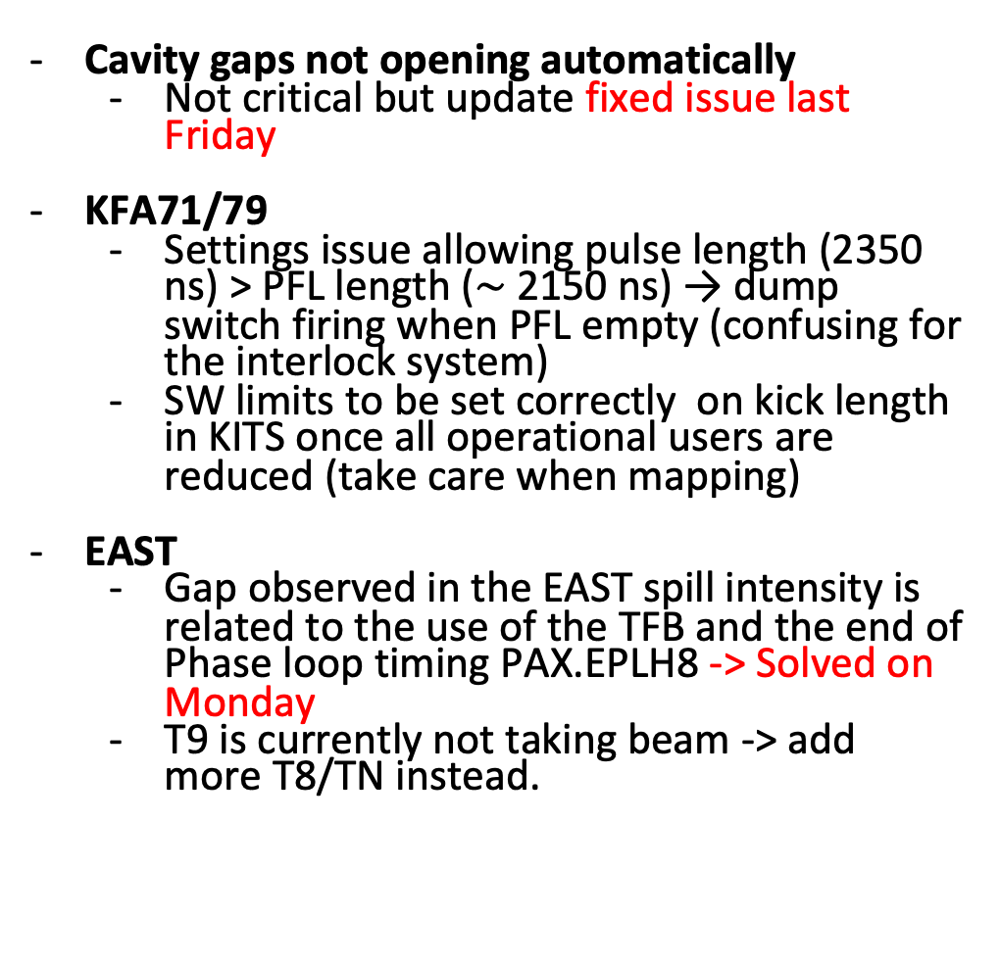 - Cavity gaps not opening automatically
- Not critical but update fixed issue last
Friday
- KFA71/79
- Settings issue allowing pulse length (2350
ns) > PFL length (~ 2150 ns) → dump
switch firing when PFL empty (confusing for
the interlock system)
- SW limits to be set correctly  on kick length
in KITS once all operational users are
reduced (take care when mapping)
- EAST
- Gap observed in the EAST spill intensity is
related to the use of the TFB and the end of
Phase loop timing PAX.EPLH8 -> Solved on
Monday
- T9 is currently not taking beam -> add
more T8/TN instead.